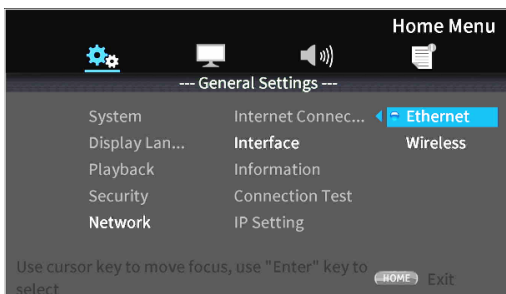 Home Menu
--- General Settings ---
System Internet Connec... Ethernet
Display Lan... Interface Wireless
Playback Information
Security Connection Test
Network IP Setting
Use cursor key to move focus, use "Enter" key to
select
HOME Exit